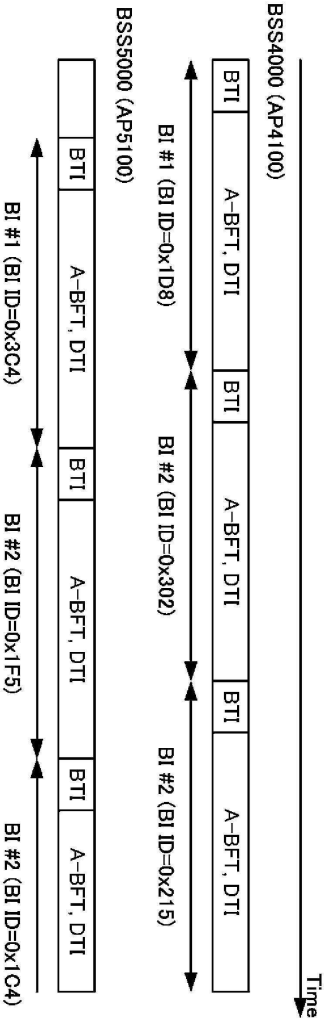 Time
BSS4000 (AP4100)
BTI A-BFT, DTI BTI A-BFT, DTI BTI A-BFT, DTI
BI #1 (BI ID=0x1D8) BI #2 (BI ID=0x302) BI #2 (BI ID=0x215)
BSS5000 (AP5100)
BTI A-BFT, DTI BTI A-BFT, DTI BTI A-BFT, DTI
BI #1 (BI ID=0x3C4) BI #2 (BI ID=0x1F5) BI #2 (BI ID=0x1C4)